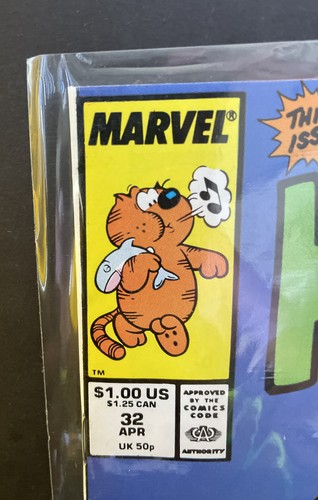 MARVEL®
THI
ISS
H
TM
$1.00 US
$1.25 CAN
32
APR
UK 50p
APPROVED
BY THE
COMICS
CODE
AUTHORITY